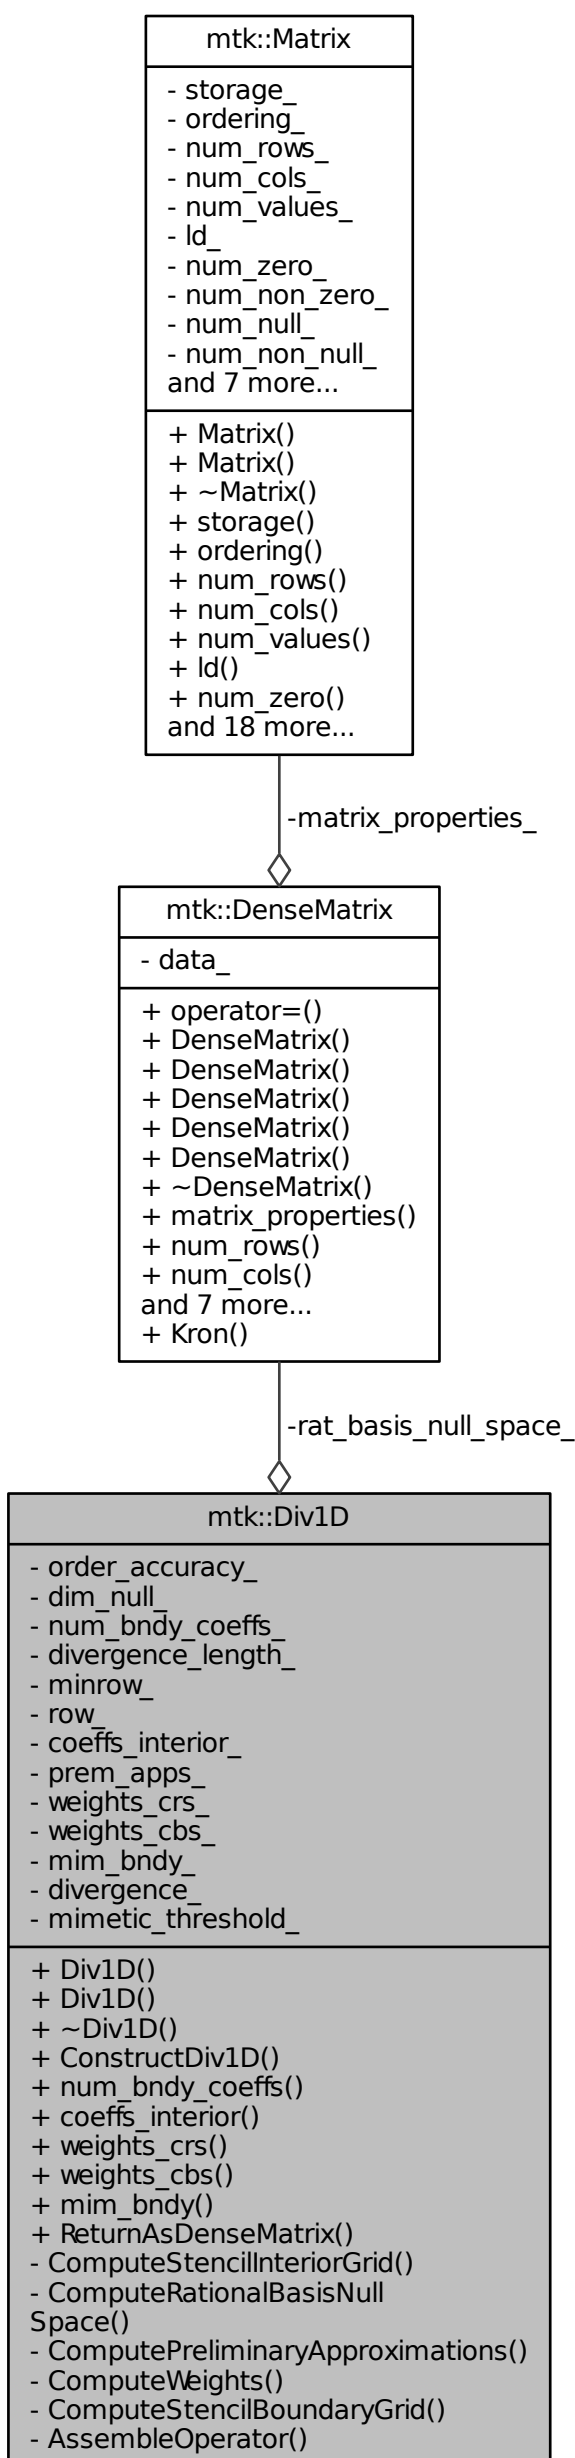 mtk::Matrix
- storage_
- ordering_
- num_rows_
- num_cols_
- num_values_
- ld_
- num_zero_
- num_non_zero_
- num_null_
- num_non_null_
and 7 more...
+ Matrix()
+ Matrix()
+ ~Matrix()
+ storage()
+ ordering()
+ num_rows()
+ num_cols()
+ num_values()
+ ld()
+ num_zero()
and 18 more...
-matrix_properties_
mtk::DenseMatrix
- data_
+ operator=()
+ DenseMatrix()
+ DenseMatrix()
+ DenseMatrix()
+ DenseMatrix()
+ DenseMatrix()
+ ~DenseMatrix()
+ matrix_properties()
+ num_rows()
+ num_cols()
and 7 more...
+ Kron()
-rat_basis_null_space_
mtk::Div1D
- order_accuracy_
- dim_null_
- num_bndy_coeffs_
- divergence_length_
- minrow_
- row_
- coeffs_interior_
- prem_apps_
- weights_crs_
- weights_cbs_
- mim_bndy_
- divergence_
- mimetic_threshold_
+ Div1D()
+ Div1D()
+ ~Div1D()
+ ConstructDiv1D()
+ num_bndy_coeffs()
+ coeffs_interior()
+ weights_crs()
+ weights_cbs()
+ mim_bndy()
+ ReturnAsDenseMatrix()
- ComputeStencilInteriorGrid()
- ComputeRationalBasisNull
Space()
- ComputePreliminaryApproximations()
- ComputeWeights()
- ComputeStencilBoundaryGrid()
- AssembleOperator()